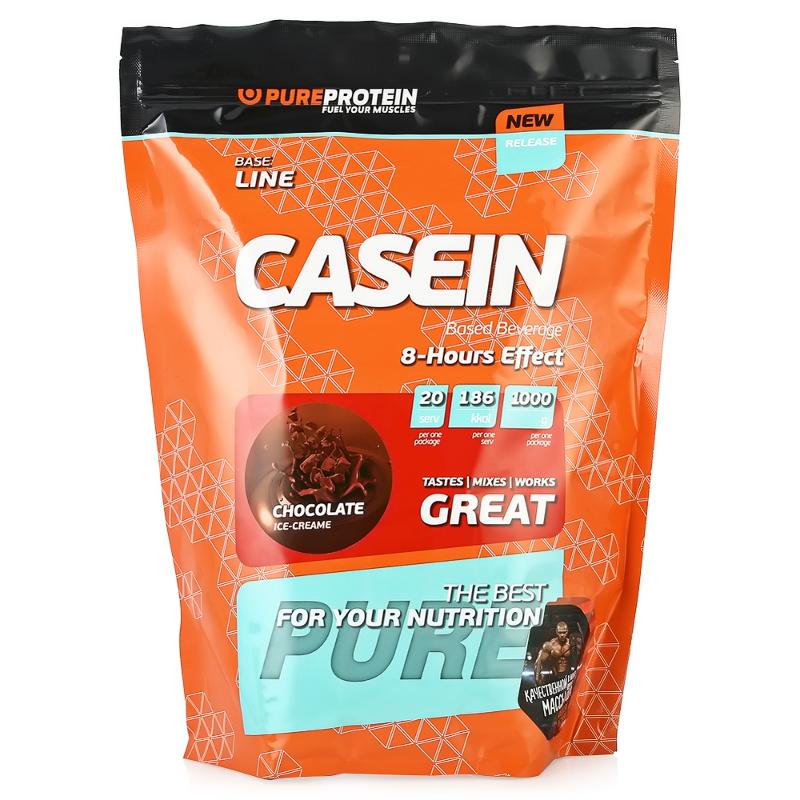 PUREPROTEIN
FUEL YOUR MUSCLES
NEW
RELEASE
BASE:
LINE
CASEIN
Based Beverage
8-Hours Effect
20 186 1000
serv kkal g
per one package per one serv per one package
TASTES | MIXES | WORKS
GREAT
CHOCOLATE
ICE-CREAME
THE BEST
FOR YOUR NUTRITION
PURE
КАЧЕСТВЕННОЙ